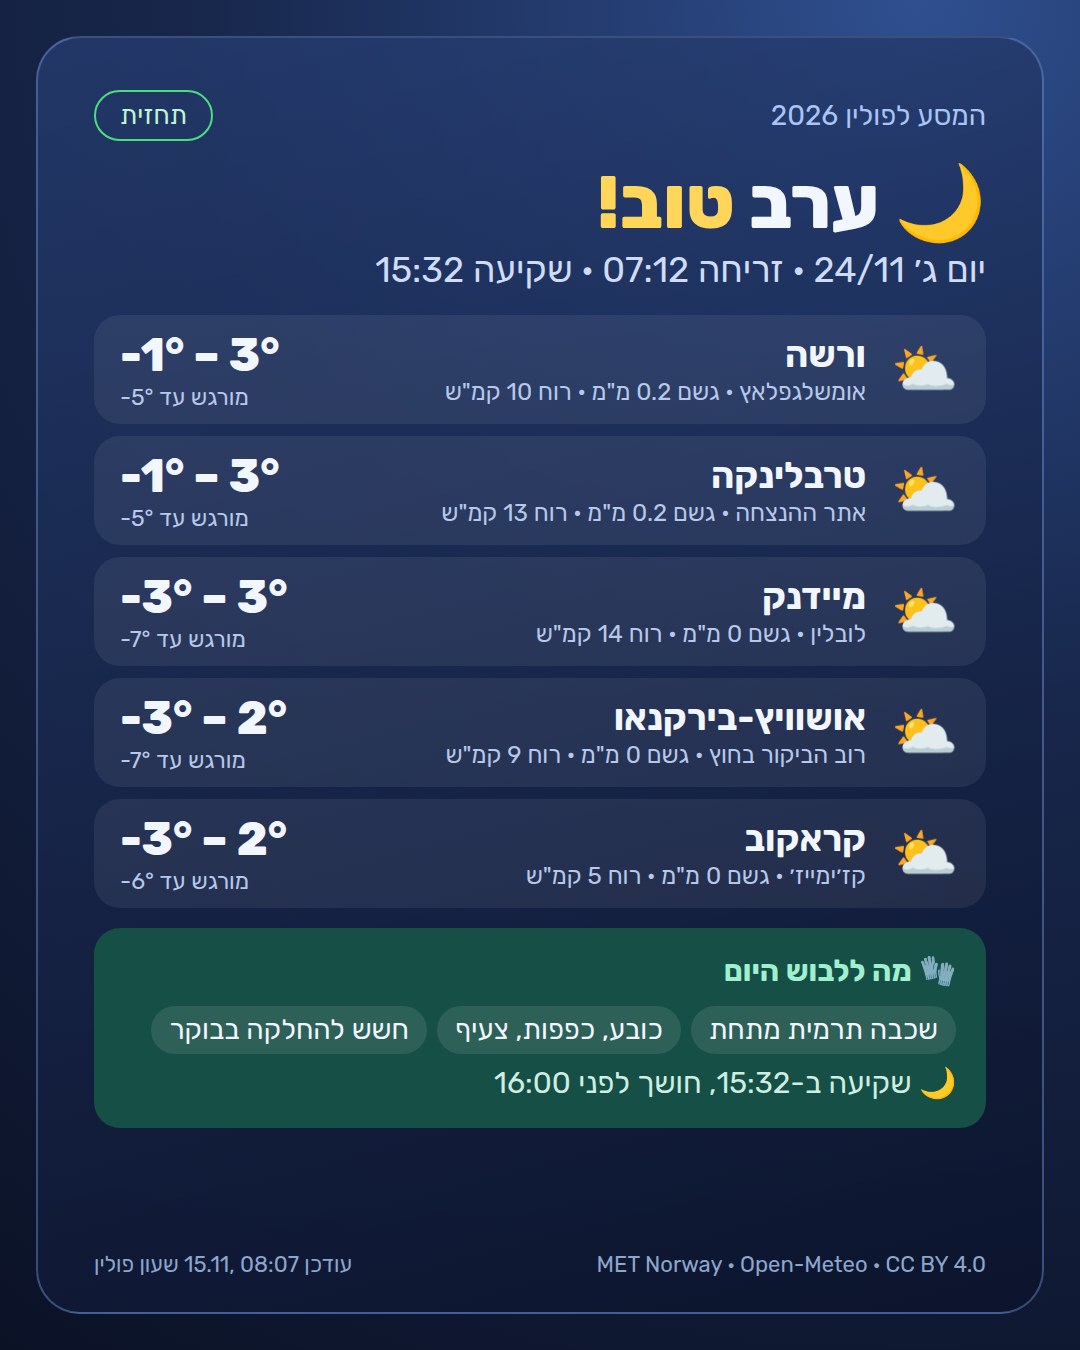 המסע לפולין 2026
תחזית
🌙 ערב טוב!
יום ג׳ 24/11 • זריחה 07:12 • שקיעה 15:32
ורשה
אומשלגפלאץ • גשם 0.2 מ"מ • רוח 10 קמ"ש
-1° – 3°
מורגש עד -5°
טרבלינקה
אתר ההנצחה • גשם 0.2 מ"מ • רוח 13 קמ"ש
-1° – 3°
מורגש עד -5°
מיידנק
לובלין • גשם 0 מ"מ • רוח 14 קמ"ש
-3° – 3°
מורגש עד -7°
אושוויץ-בירקנאו
רוב הביקור בחוץ • גשם 0 מ"מ • רוח 9 קמ"ש
-3° – 2°
מורגש עד -7°
קראקוב
קז׳ימייז׳ • גשם 0 מ"מ • רוח 5 קמ"ש
-3° – 2°
מורגש עד -6°
🧤 מה ללבוש היום
שכבה תרמית מתחת
כובע, כפפות, צעיף
חשש להחלקה בבוקר
🌙 שקיעה ב-15:32, חושך לפני 16:00
MET Norway • Open-Meteo • CC BY 4.0
עודכן 15.11, 08:07 שעון פולין